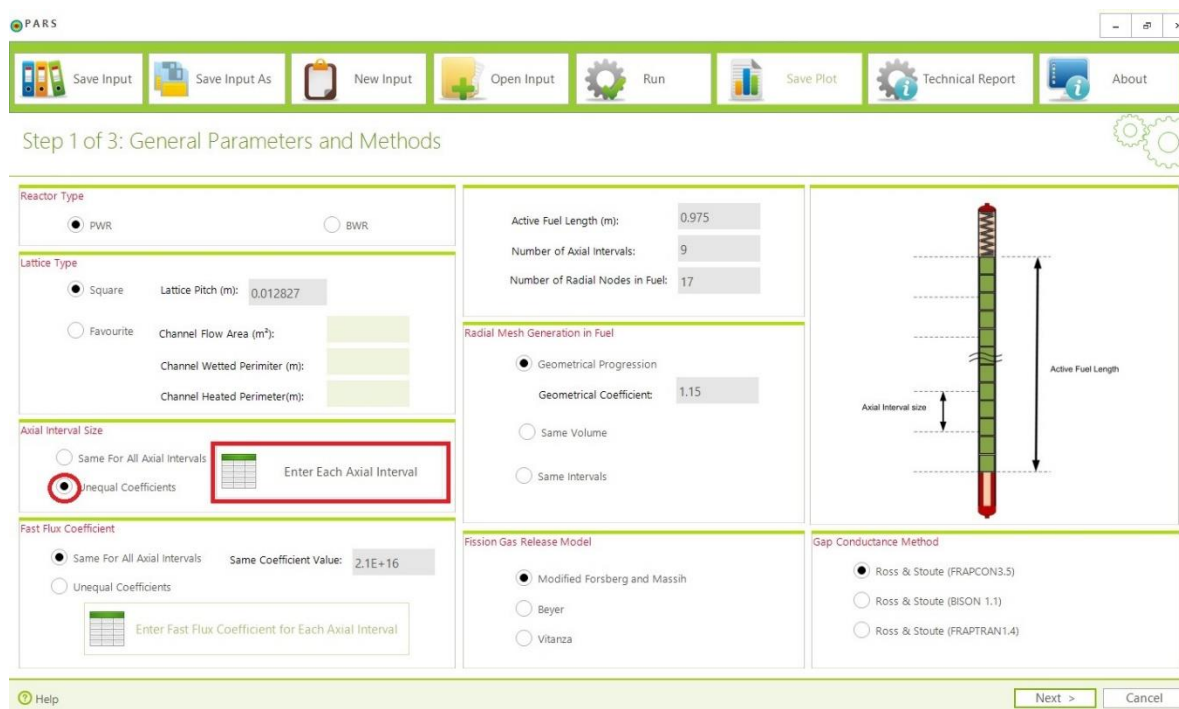 PARS
Save Input
Save Input As
New Input
Open Input
Run
Save Plot
Technical Report
About
Step 1 of 3: General Parameters and Methods
Reactor Type
PWR
BWR
Lattice Type
Square
Lattice Pitch (m):
0.012827
Favourite
Channel Flow Area (m²):
Channel Wetted Perimiter (m):
Channel Heated Perimeter(m):
Axial Interval Size
Same For All Axial Intervals
Unequal Coefficients
Enter Each Axial Interval
Fast Flux Coefficient
Same For All Axial Intervals
Same Coefficient Value:
2.1E+16
Unequal Coefficients
Enter Fast Flux Coefficient for Each Axial Interval
Active Fuel Length (m):
0.975
Number of Axial Intervals:
9
Number of Radial Nodes in Fuel:
17
Radial Mesh Generation in Fuel
Geometrical Progression
Geometrical Coefficient:
1.15
Same Volume
Same Intervals
Fission Gas Release Model
Modified Forsberg and Massih
Beyer
Vitanza
Active Fuel Length
Axial Interval size
Gap Conductance Method
Ross & Stoute (FRAPCON3.5)
Ross & Stoute (BISON 1.1)
Ross & Stoute (FRAPTRAN1.4)
Help
Next >
Cancel